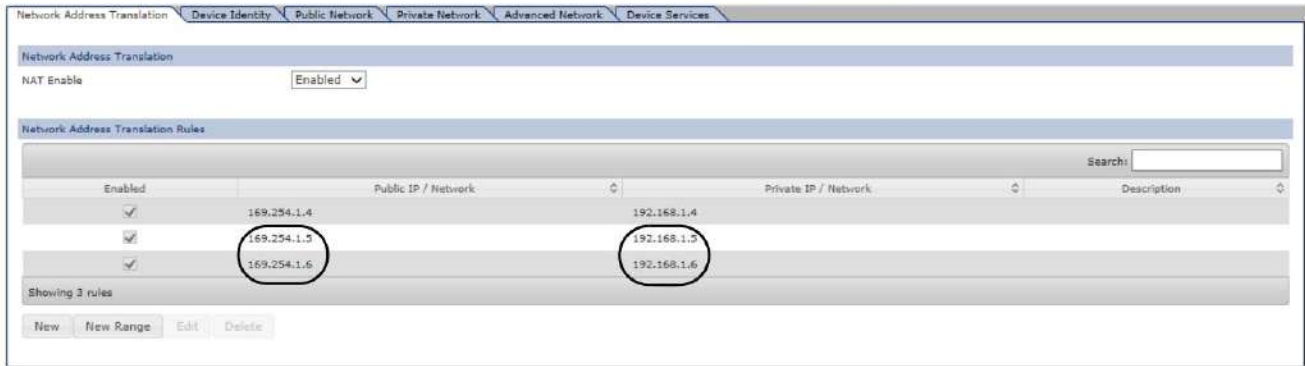 Network Address Translation Device Identity Public Network Private Network Advanced Network Device Services
Network Address Translation
NAT Enable Enabled
Network Address Translation Rules
Search:
Enabled Public IP / Network Private IP / Network Description
169.254.1.4 192.168.1.4
169.254.1.5 192.168.1.5
169.254.1.6 192.168.1.6
Showing 3 rules
New New Range Edit Delete